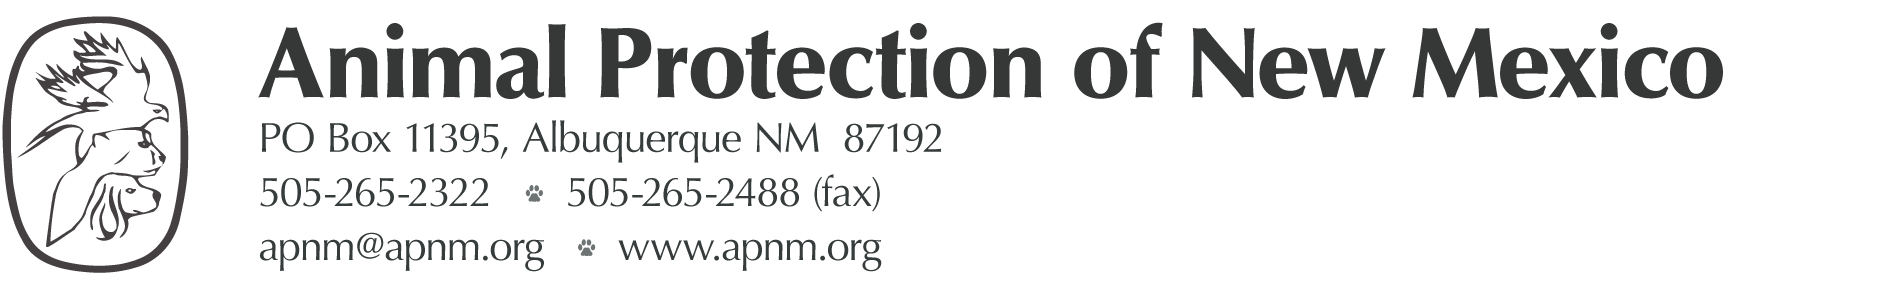 Animal Protection of New Mexico
PO Box 11395, Albuquerque NM  87192
505-265-2322 505-265-2488 (fax)
apnm@apnm.org www.apnm.org